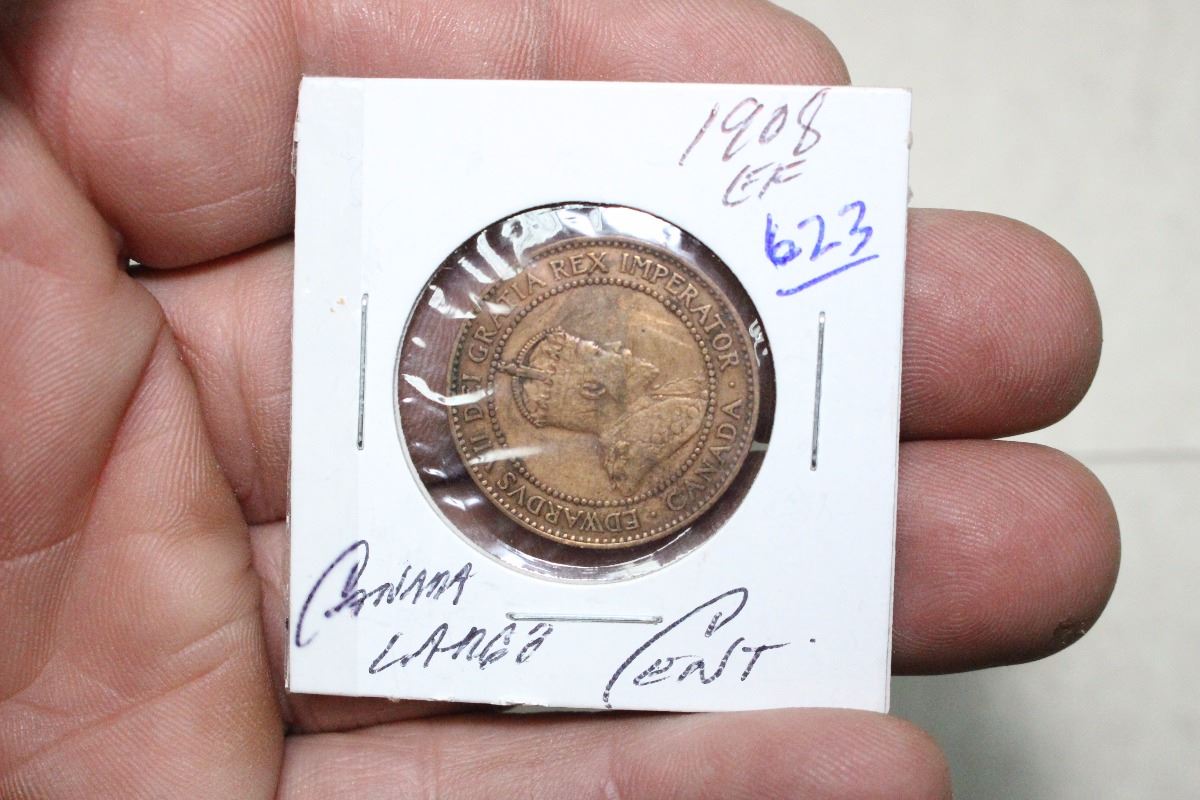 1908
EF
623
EDWARDVS VII DEI GRATIA REX IMPERATOR · CANADA ·
CANADA
LARGE
CENT